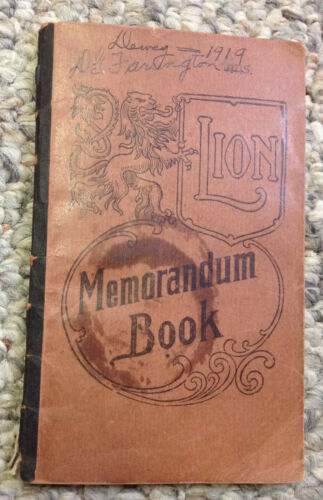 Dewey — 1919
Farrington
LION
Memorandum
Book